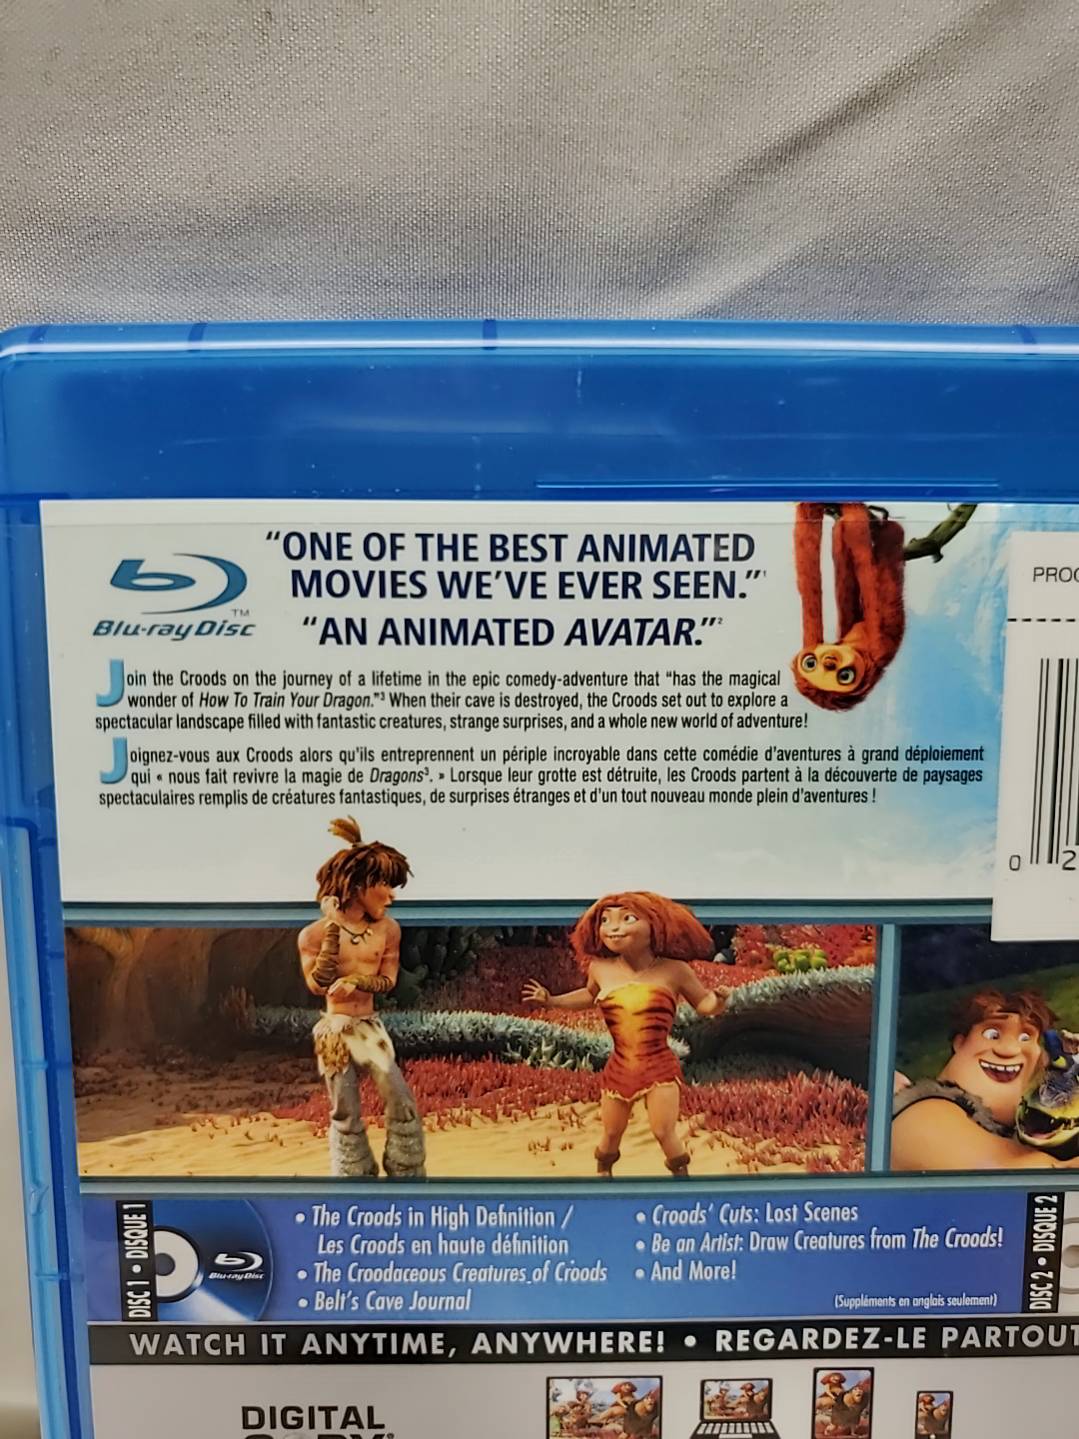 "ONE OF THE BEST ANIMATED
MOVIES WE'VE EVER SEEN."¹
"AN ANIMATED AVATAR."²
Blu-ray Disc™
Join the Croods on the journey of a lifetime in the epic comedy-adventure that "has the magical
wonder of How To Train Your Dragon."³ When their cave is destroyed, the Croods set out to explore a
spectacular landscape filled with fantastic creatures, strange surprises, and a whole new world of adventure!
Joignez-vous aux Croods alors qu'ils entreprennent un périple incroyable dans cette comédie d'aventures à grand déploiement
qui « nous fait revivre la magie de Dragons³. » Lorsque leur grotte est détruite, les Croods partent à la découverte de paysages
spectaculaires remplis de créatures fantastiques, de surprises étranges et d'un tout nouveau monde plein d'aventures !
PROC
0 2
DISC 1 • DISQUE 1
Blu-ray Disc
• The Croods in High Definition /
Les Croods en haute définition
• The Croodaceous Creatures of Croods
• Belt's Cave Journal
• Croods' Cuts: Lost Scenes
• Be an Artist: Draw Creatures from The Croods!
• And More!
(Suppléments en anglais seulement)
DISC 2 • DISQUE 2
WATCH IT ANYTIME, ANYWHERE! • REGARDEZ-LE PARTOUT
DIGITAL
COPY